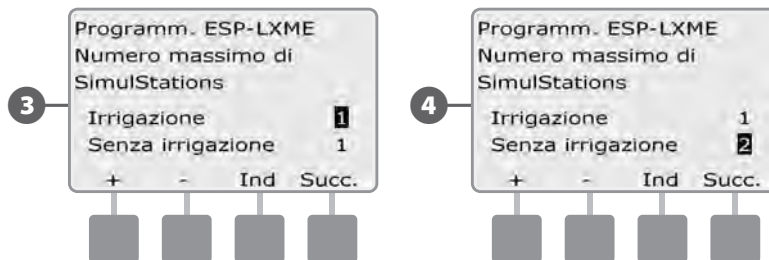 3
Programm. ESP-LXME
Numero massimo di
SimulStations
Irrigazione 1
Senza irrigazione 1
+ - Ind Succ.
4
Programm. ESP-LXME
Numero massimo di
SimulStations
Irrigazione 1
Senza irrigazione 2
+ - Ind Succ.